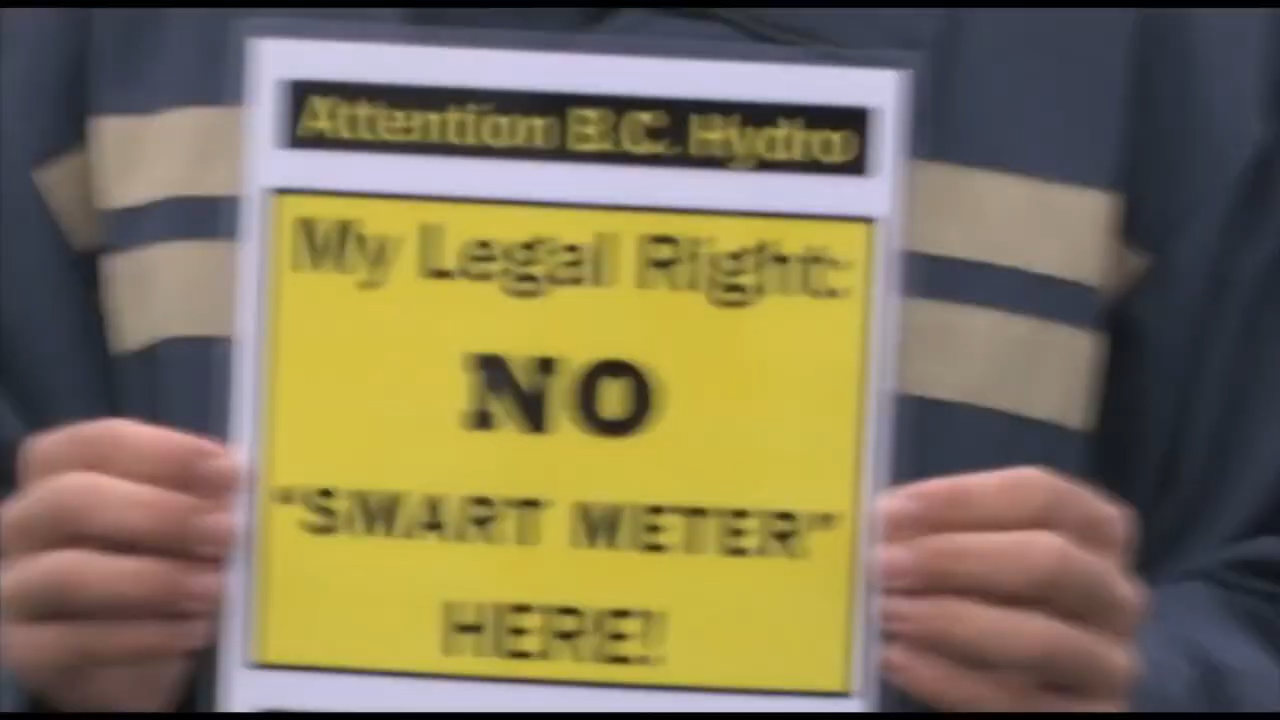 Attention B.C. Hydro
My Legal Right:
NO
"SMART METER"
HERE!